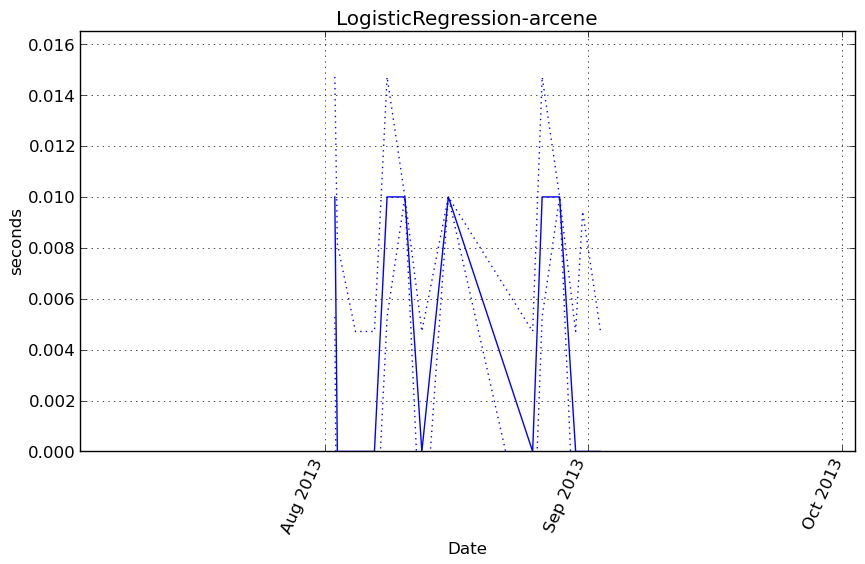 LogisticRegression-arcene
0.016
0.014
0.012
0.010
0.008
0.006
0.004
0.002
0.000
seconds
Aug 2013
Sep 2013
Oct 2013
Date